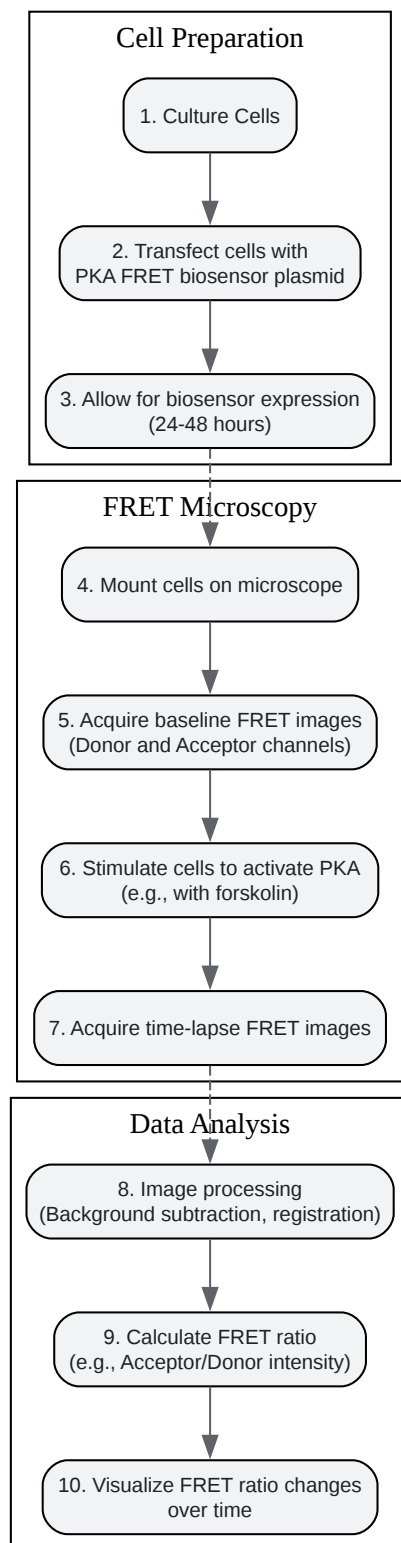 Cell Preparation
1. Culture Cells
2. Transfect cells with
PKA FRET biosensor plasmid
3. Allow for biosensor expression
(24-48 hours)
FRET Microscopy
4. Mount cells on microscope
5. Acquire baseline FRET images
(Donor and Acceptor channels)
6. Stimulate cells to activate PKA
(e.g., with forskolin)
7. Acquire time-lapse FRET images
Data Analysis
8. Image processing
(Background subtraction, registration)
9. Calculate FRET ratio
(e.g., Acceptor/Donor intensity)
10. Visualize FRET ratio changes
over time